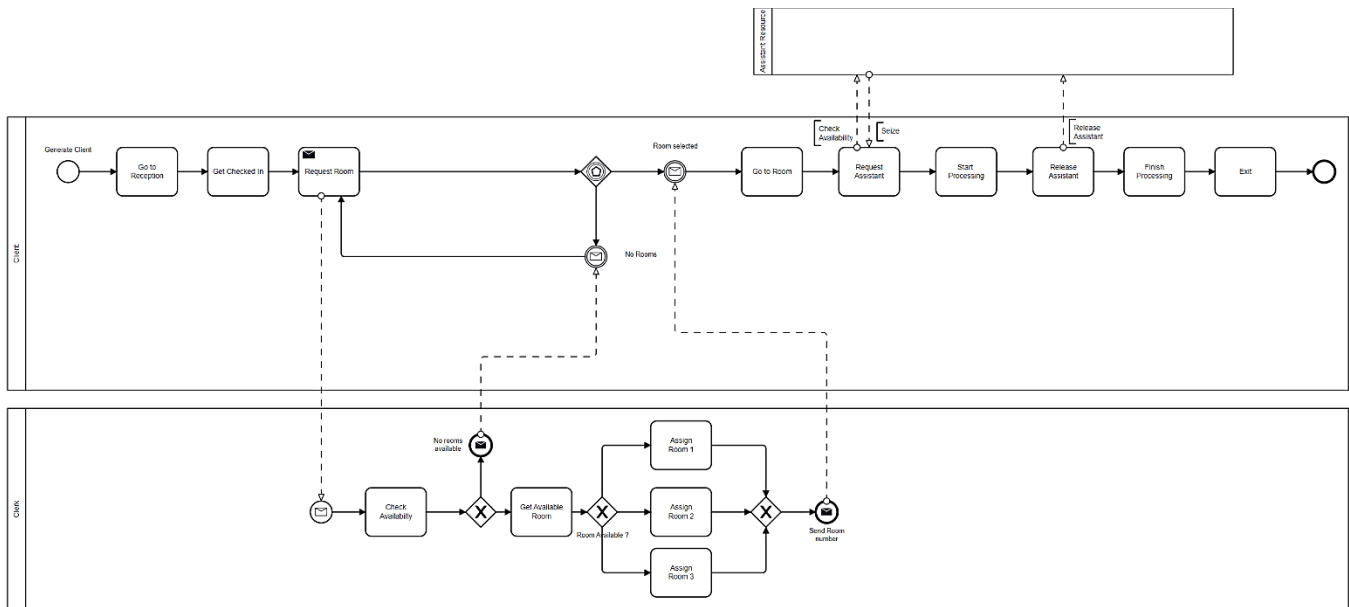 Assistant Resource
Check
Availability
Seize
Release
Assistant
Generate Client
Room selected
Go to
Reception
Get Checked In
Request Room
Go to Room
Request
Assistant
Start
Processing
Release
Assistant
Finish
Processing
Exit
No Rooms
Client
No rooms
available
Assign
Room 1
Check
Availabilty
Get Available
Room
Assign
Room 2
Room Available ?
Send Room
number
Assign
Room 3
Clerk